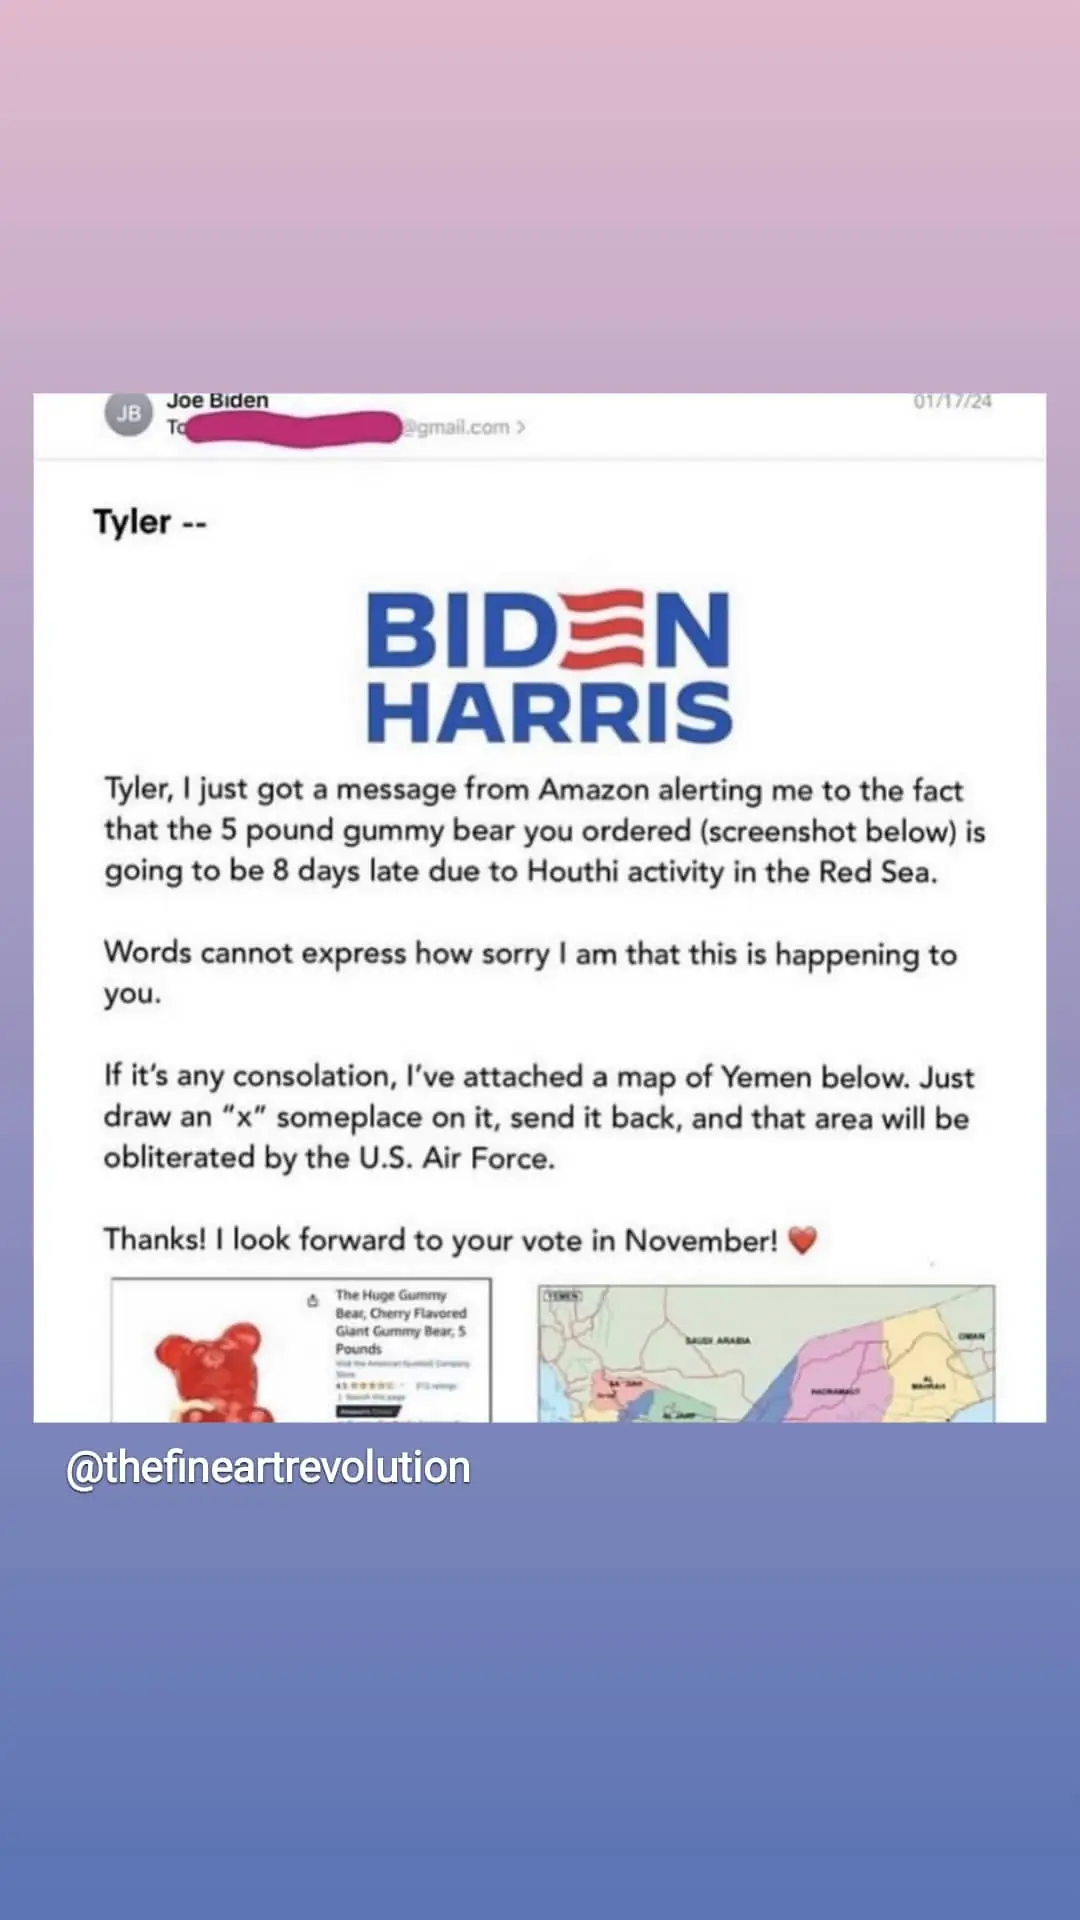 Joe Biden
01/17/24
JB
To
@gmail.com >
Tyler --
BIDEN
HARRIS
Tyler, I just got a message from Amazon alerting me to the fact
that the 5 pound gummy bear you ordered (screenshot below) is
going to be 8 days late due to Houthi activity in the Red Sea.
Words cannot express how sorry I am that this is happening to
you.
If it’s any consolation, I’ve attached a map of Yemen below. Just
draw an “x” someplace on it, send it back, and that area will be
obliterated by the U.S. Air Force.
Thanks! I look forward to your vote in November! ❤️
The Huge Gummy
Bear, Cherry Flavored
Giant Gummy Bear, 5
Pounds
YEMEN
SAUDI ARABIA
OMAN
HADRAMAUT
AL
MAHRAH
AL JAWF
@thefineartrevolution